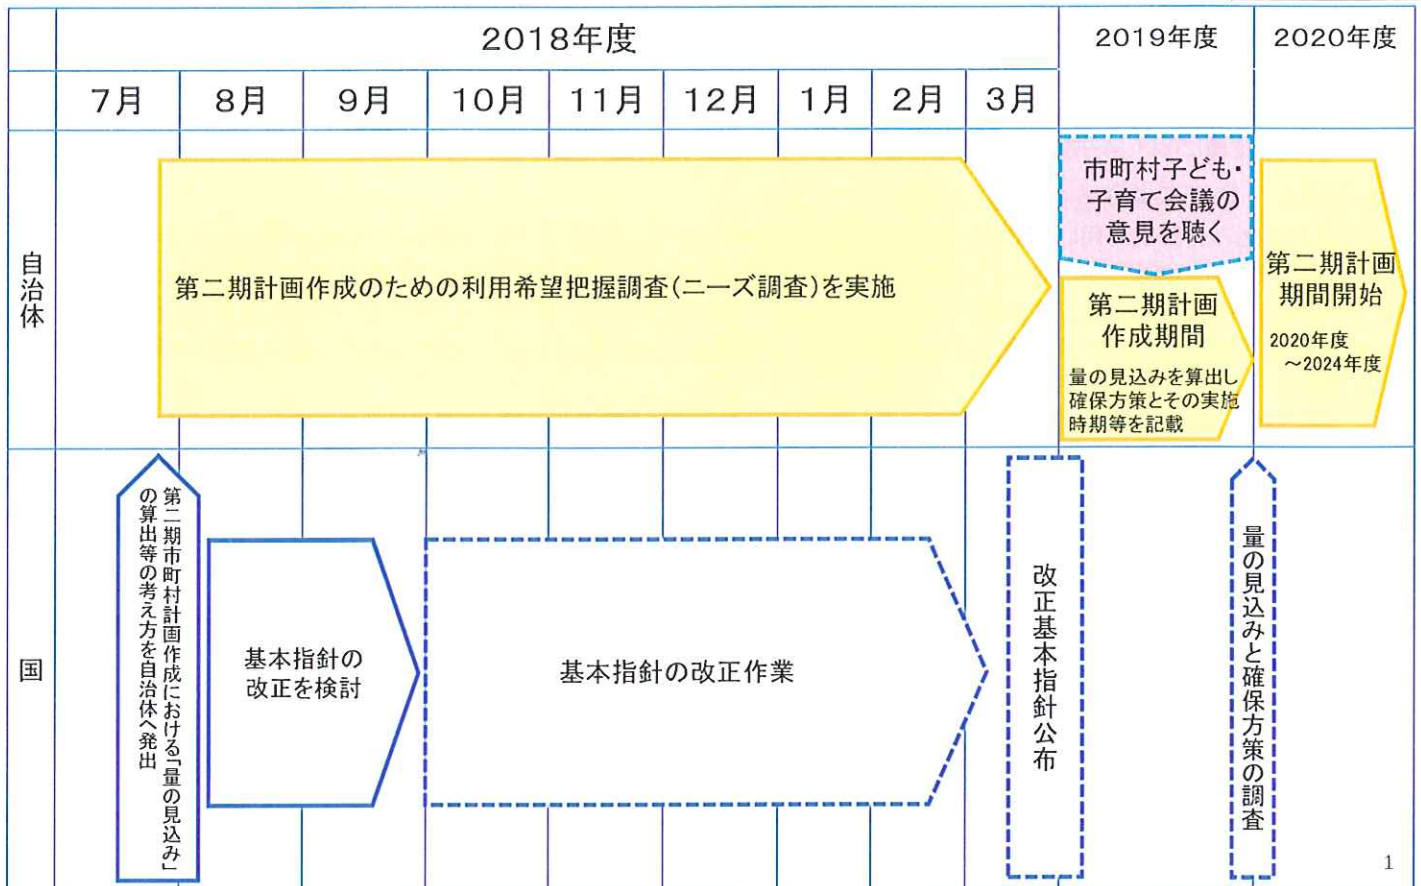 2018年度
2019年度
2020年度
7月
8月
9月
10月
11月
12月
1月
2月
3月
自治体
第二期計画作成のための利用希望把握調査(ニーズ調査)を実施
市町村子ども・
子育て会議の
意見を聴く
第二期計画
作成期間
量の見込みを算出し
確保方策とその実施
時期等を記載
第二期計画
期間開始
2020年度
～2024年度
国
第二期市町村計画作成における「量の見込み」
の算出等の考え方を自治体へ発出
基本指針の
改正を検討
基本指針の改正作業
改正基本指針公布
量の見込みと確保方策の調査
1